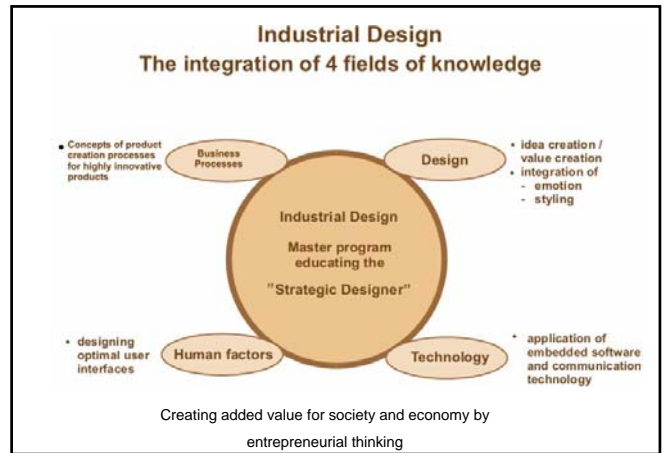 Industrial Design
The integration of 4 fields of knowledge
• Concepts of product
creation processes
for highly innovative
products
Business
Processes
Design
• idea creation /
value creation
• integration of
- emotion
- styling
Industrial Design
Master program
educating the
"Strategic Designer"
• designing
optimal user
interfaces
Human factors
Technology
• application of
embedded software
and communication
technology
Creating added value for society and economy by
entrepreneurial thinking